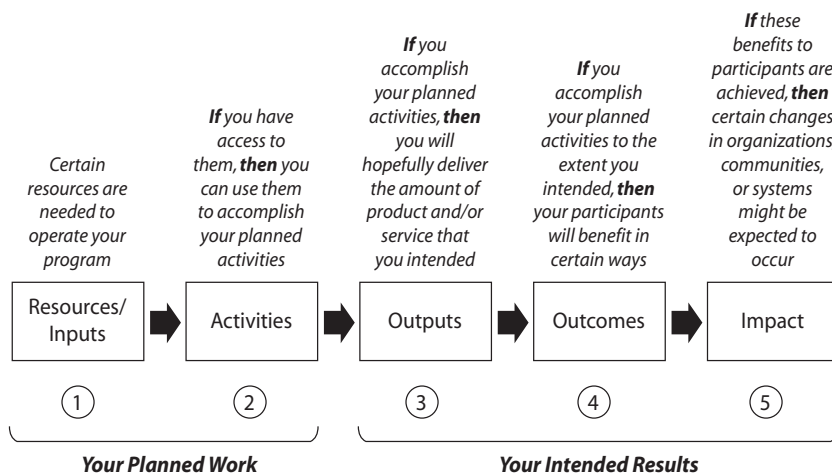 Certain
resources are
needed to
operate your
program
If you have
access to
them, then you
can use them
to accomplish
your planned
activities
If you
accomplish
your planned
activities, then
you will
hopefully deliver
the amount of
product and/or
service that
you intended
If you
accomplish
your planned
activities to the
extent you
intended, then
your participants
will benefit in
certain ways
If these
benefits to
participants are
achieved, then
certain changes
in organizations,
communities,
or systems
might be
expected to
occur
Resources/
Inputs
Activities
Outputs
Outcomes
Impact
1
2
3
4
5
Your Planned Work
Your Intended Results